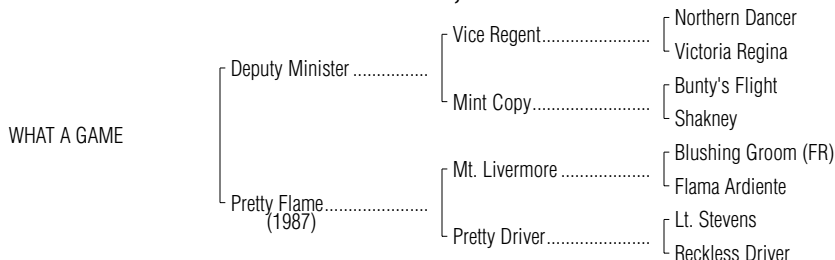 Northern Dancer
Vice Regent
Victoria Regina
Deputy Minister
Bunty's Flight
Mint Copy
Shakney
WHAT A GAME
Blushing Groom (FR)
Mt. Livermore
Flama Ardiente
Pretty Flame
(1987)
Lt. Stevens
Pretty Driver
Reckless Driver